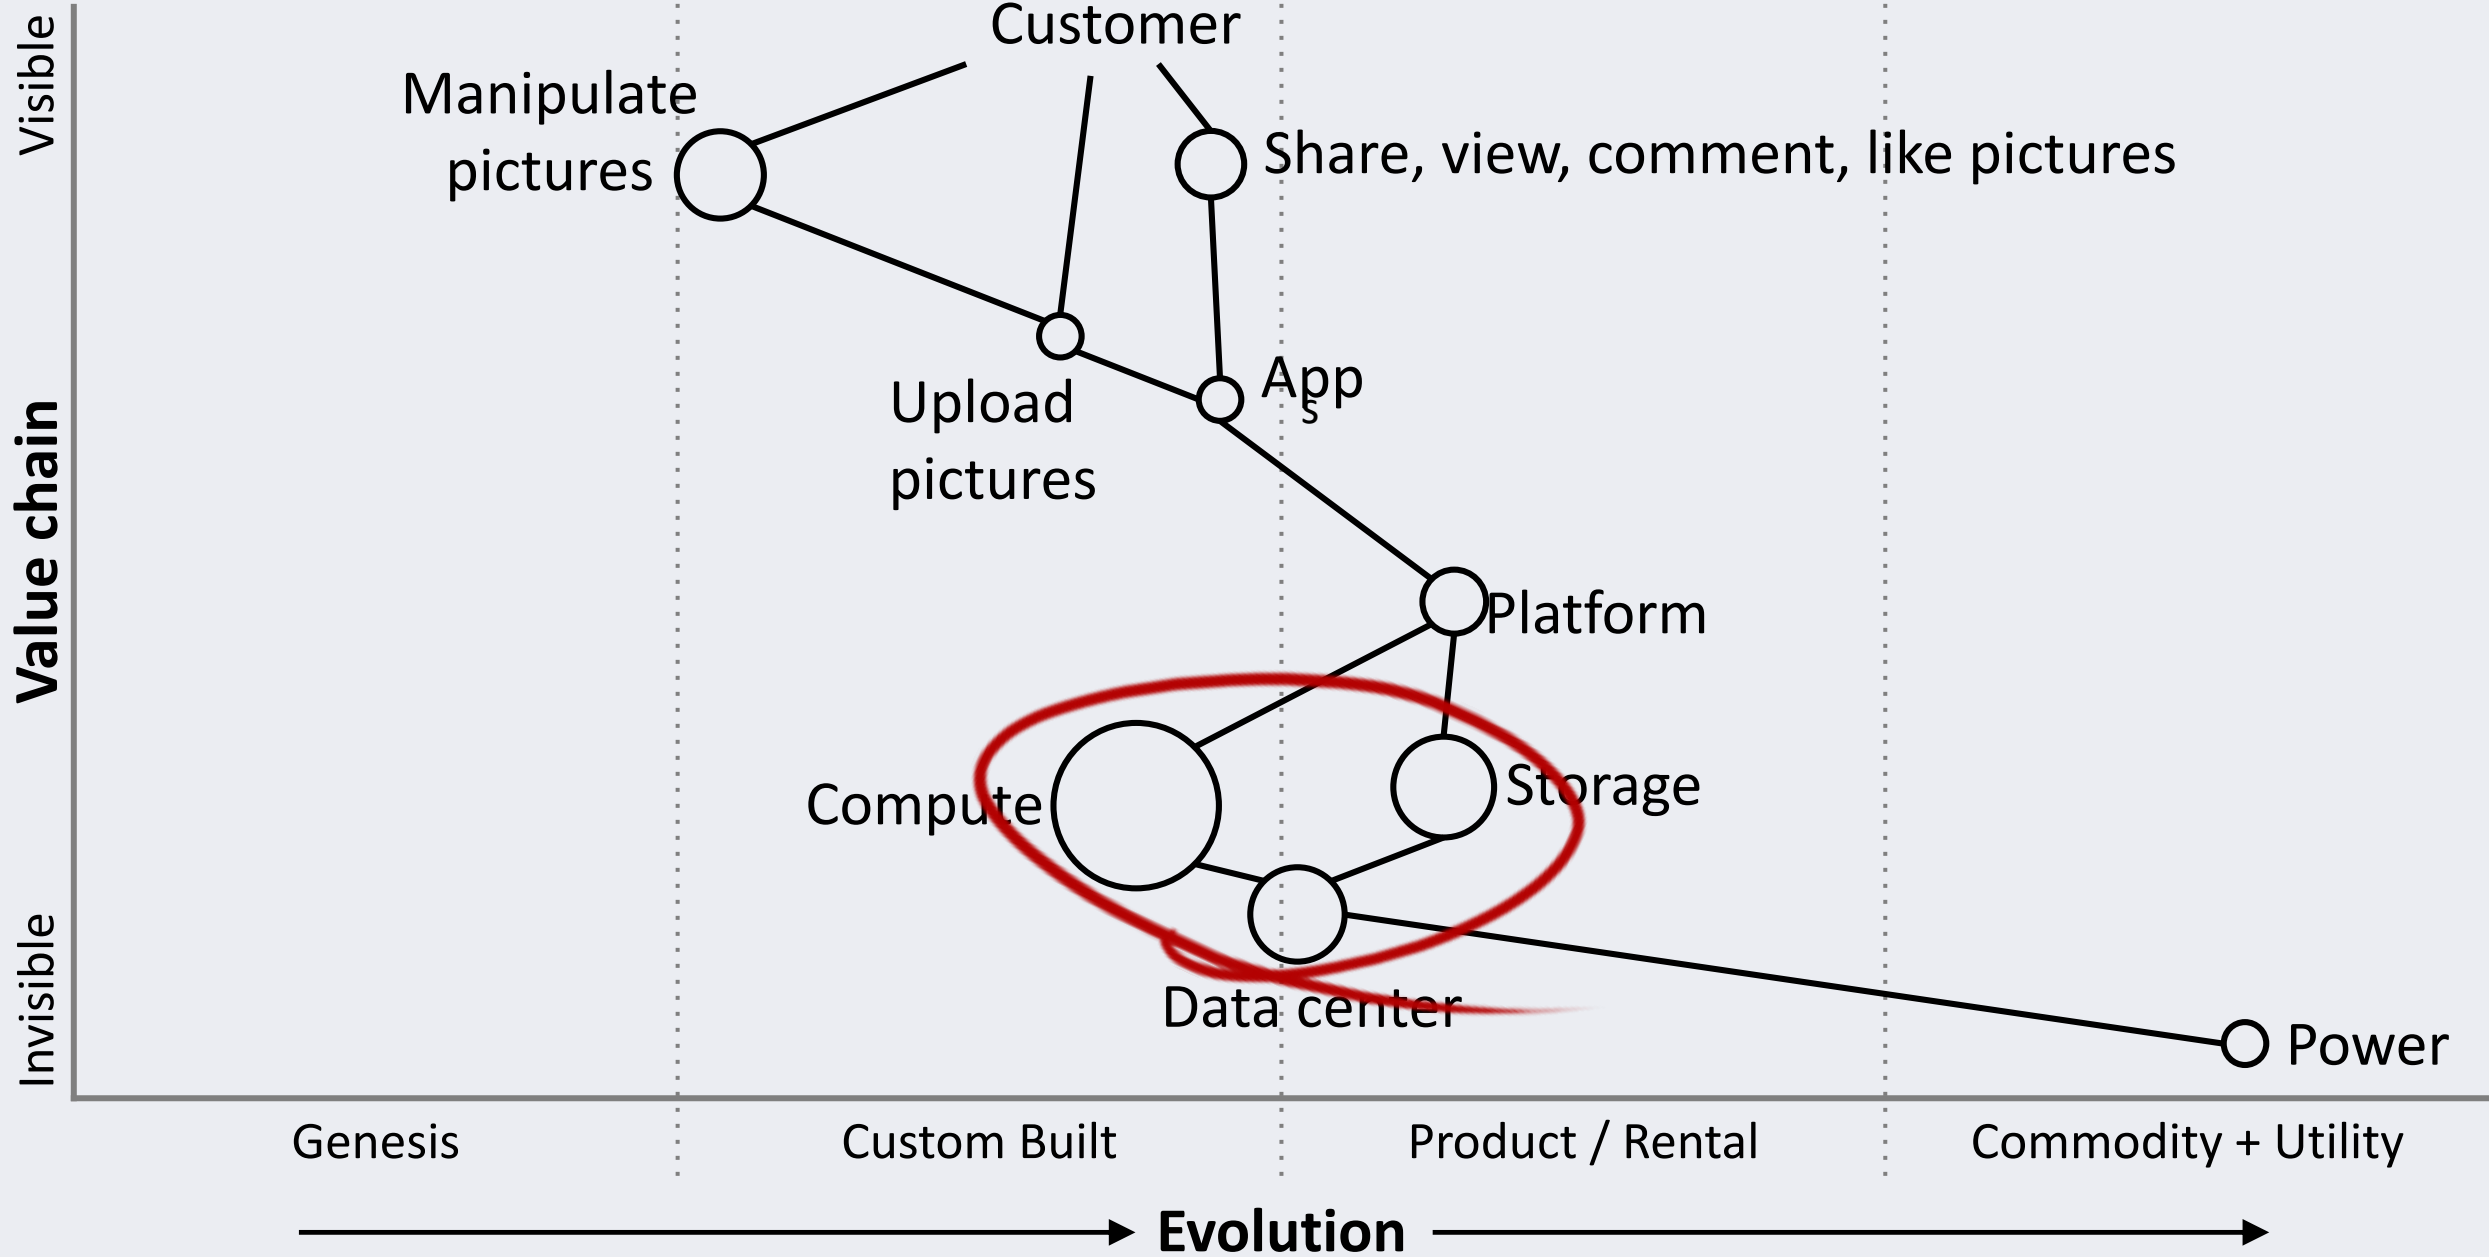 Visible
Value chain
Invisible
Customer
Manipulate
pictures
Share, view, comment, like pictures
App
s
Upload
pictures
Platform
Compute
Storage
Data center
Power
Genesis
Custom Built
Product / Rental
Commodity + Utility
Evolution